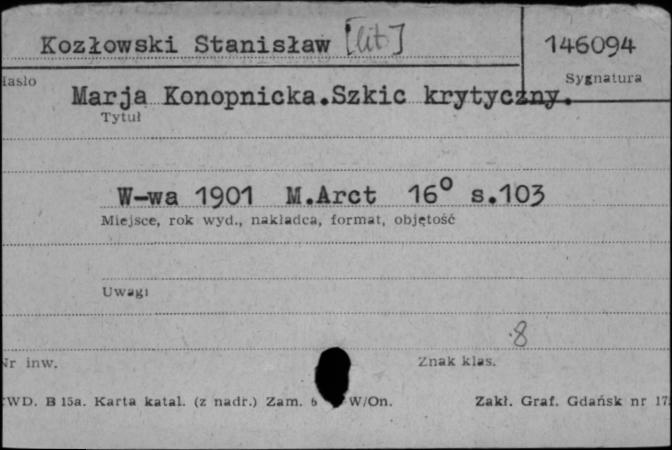 Kozłowski Stanisław [lit] 146094
Hasło Sygnatura
Marja Konopnicka.Szkic krytyczny.
Tytuł
W-wa 1901 M.Arct 16° s.103
Miejsce, rok wyd., nakładca, format, objętość
Uwagi
8
Nr inw. Znak klas.
WD. B 15a. Karta katal. (z nadr.) Zam. 6 W/On. Zakł. Graf. Gdańsk nr